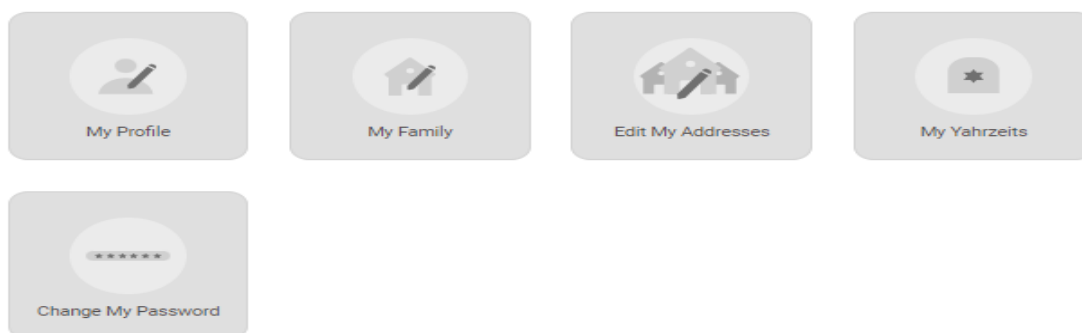 My Profile
My Family
Edit My Addresses
My Yahrzeits
******
Change My Password